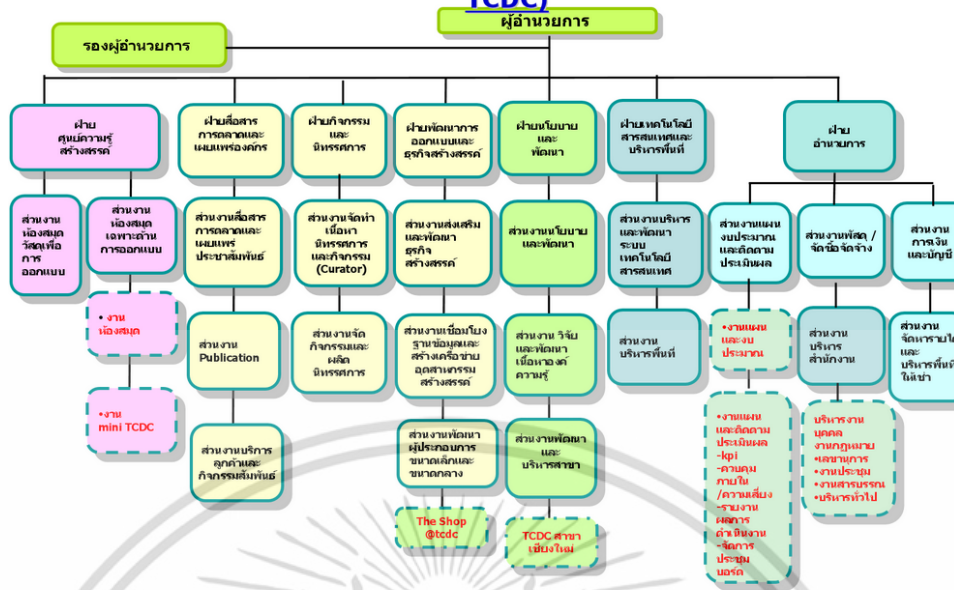 TCDC)
ผู้อำนวยการ
รองผู้อำนวยการ
ฝ่าย
ศูนย์ความรู้
สร้างสรรค์
ฝ่ายสื่อสาร
การตลาดและ
เผยแพร่องค์กร
ฝ่ายกิจกรรม
และ
นิทรรศการ
ฝ่ายพัฒนาการ
ออกแบบและ
ธุรกิจสร้างสรรค์
ฝ่ายนโยบาย
และ
พัฒนา
ฝ่ายเทคโนโลยี
สารสนเทศและ
บริหารพื้นที่
ฝ่าย
อำนวยการ
ส่วนงาน
ห้องสมุด
วัสดุเพื่อ
การ
ออกแบบ
ส่วนงาน
ห้องสมุด
เฉพาะด้าน
การออกแบบ
ส่วนงานสื่อสาร
การตลาดและ
เผยแพร่
ประชาสัมพันธ์
ส่วนงานจัดทำ
เนื้อหา
นิทรรศการ
และกิจกรรม
(Curator)
ส่วนงานส่งเสริม
และพัฒนา
ธุรกิจ
สร้างสรรค์
ส่วนงานนโยบาย
และพัฒนา
ส่วนงานบริหาร
และพัฒนา
ระบบ
เทคโนโลยี
สารสนเทศ
ส่วนงานแผน
งบประมาณ
และติดตาม
ประเมินผล
ส่วนงานพัสดุ /
จัดซื้อจัดจ้าง
ส่วนงาน
การเงิน
และบัญชี
• งาน
ห้องสมุด
ส่วนงาน
Publication
ส่วนงานจัด
กิจกรรมและ
ผลิต
นิทรรศการ
ส่วนงานเชื่อมโยง
ฐานข้อมูลและ
สร้างเครือข่าย
อุตสาหกรรม
สร้างสรรค์
ส่วนงาน วิจัย
และพัฒนา
เนื้อหาองค์
ความรู้
ส่วนงาน
บริหารพื้นที่
•งานแผน
และงบ
ประมาณ
ส่วนงาน
บริหาร
สำนักงาน
ส่วนงาน
จัดหารายได้
และ
บริหารพื้นที่
ให้เช่า
•งาน
mini TCDC
ส่วนงานบริการ
ลูกค้าและ
กิจกรรมสัมพันธ์
ส่วนงานพัฒนา
ผู้ประกอบการ
ขนาดเล็กและ
ขนาดกลาง
ส่วนงานพัฒนา
และ
บริหารสาขา
•งานแผน
และติดตาม
ประเมินผล
-kpi
-ควบคุม
ภายใน
/ความเสี่ยง
-รายงาน
ผลการ
ดำเนินงาน
-จัดการ
ประชุม
บอร์ด
บริหารงาน
บุคคล
งานกฎหมาย
•เลขานุการ
•งานประชุม
•งานสารบรรณ
•บริหารทั่วไป
The Shop
@tcdc
TCDC สาขา
เชียงใหม่